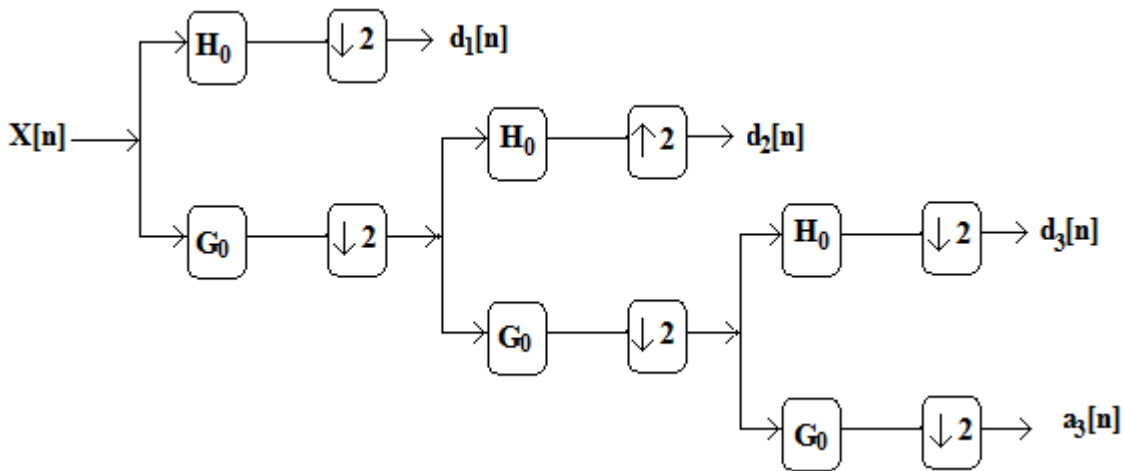 H₀ ↓2 d₁[n]
X[n]
H₀ ↑2 d₂[n]
G₀ ↓2
H₀ ↓2 d₃[n]
G₀ ↓2
G₀ ↓2 a₃[n]